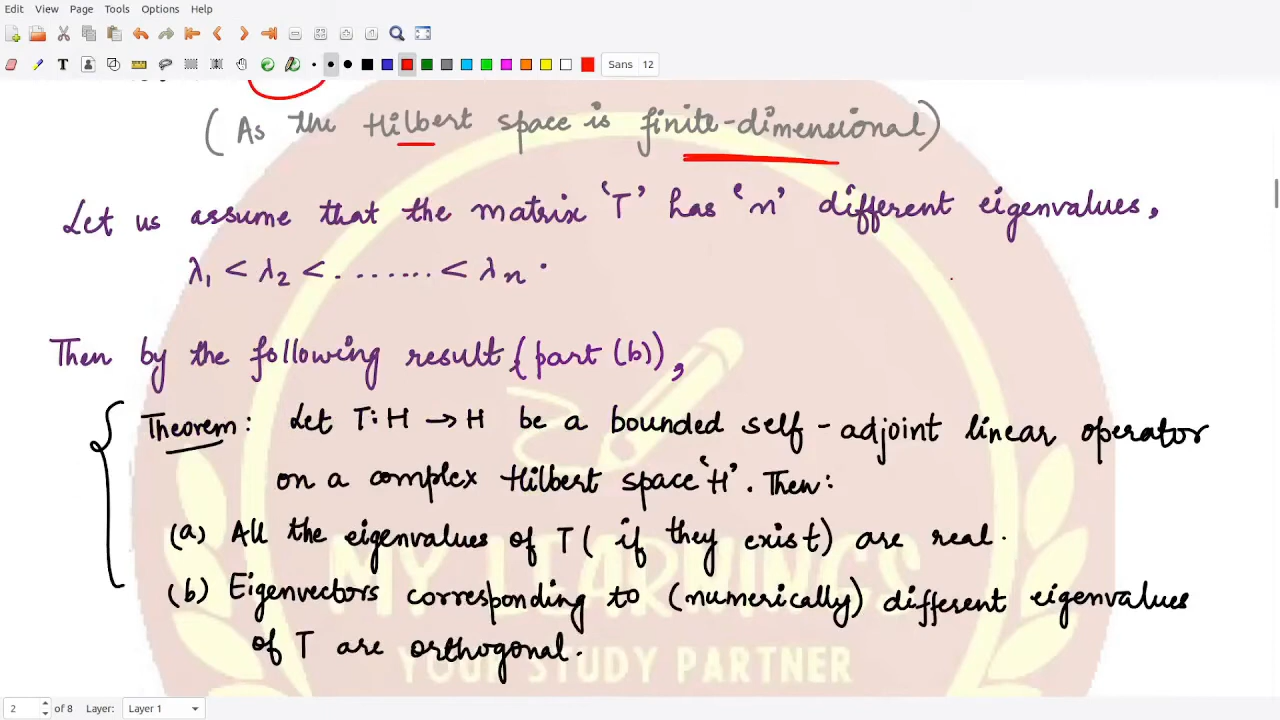 Edit View Page Tools Options Help
T Sans 12
(As the Hilbert space is finite-dimensional)
Let us assume that the matrix 'T' has 'n' different eigenvalues,
λ₁ < λ₂ < ....... < λₙ.
Then by the following result (part (b)),
Theorem: Let T: H → H be a bounded self-adjoint linear operator
on a complex Hilbert space 'H'. Then:
(a) All the eigenvalues of T (if they exist) are real.
(b) Eigenvectors corresponding to (numerically) different eigenvalues
of T are orthogonal.
MY LEARNINGS
YOUR STUDY PARTNER
2 of 8 Layer: Layer 1